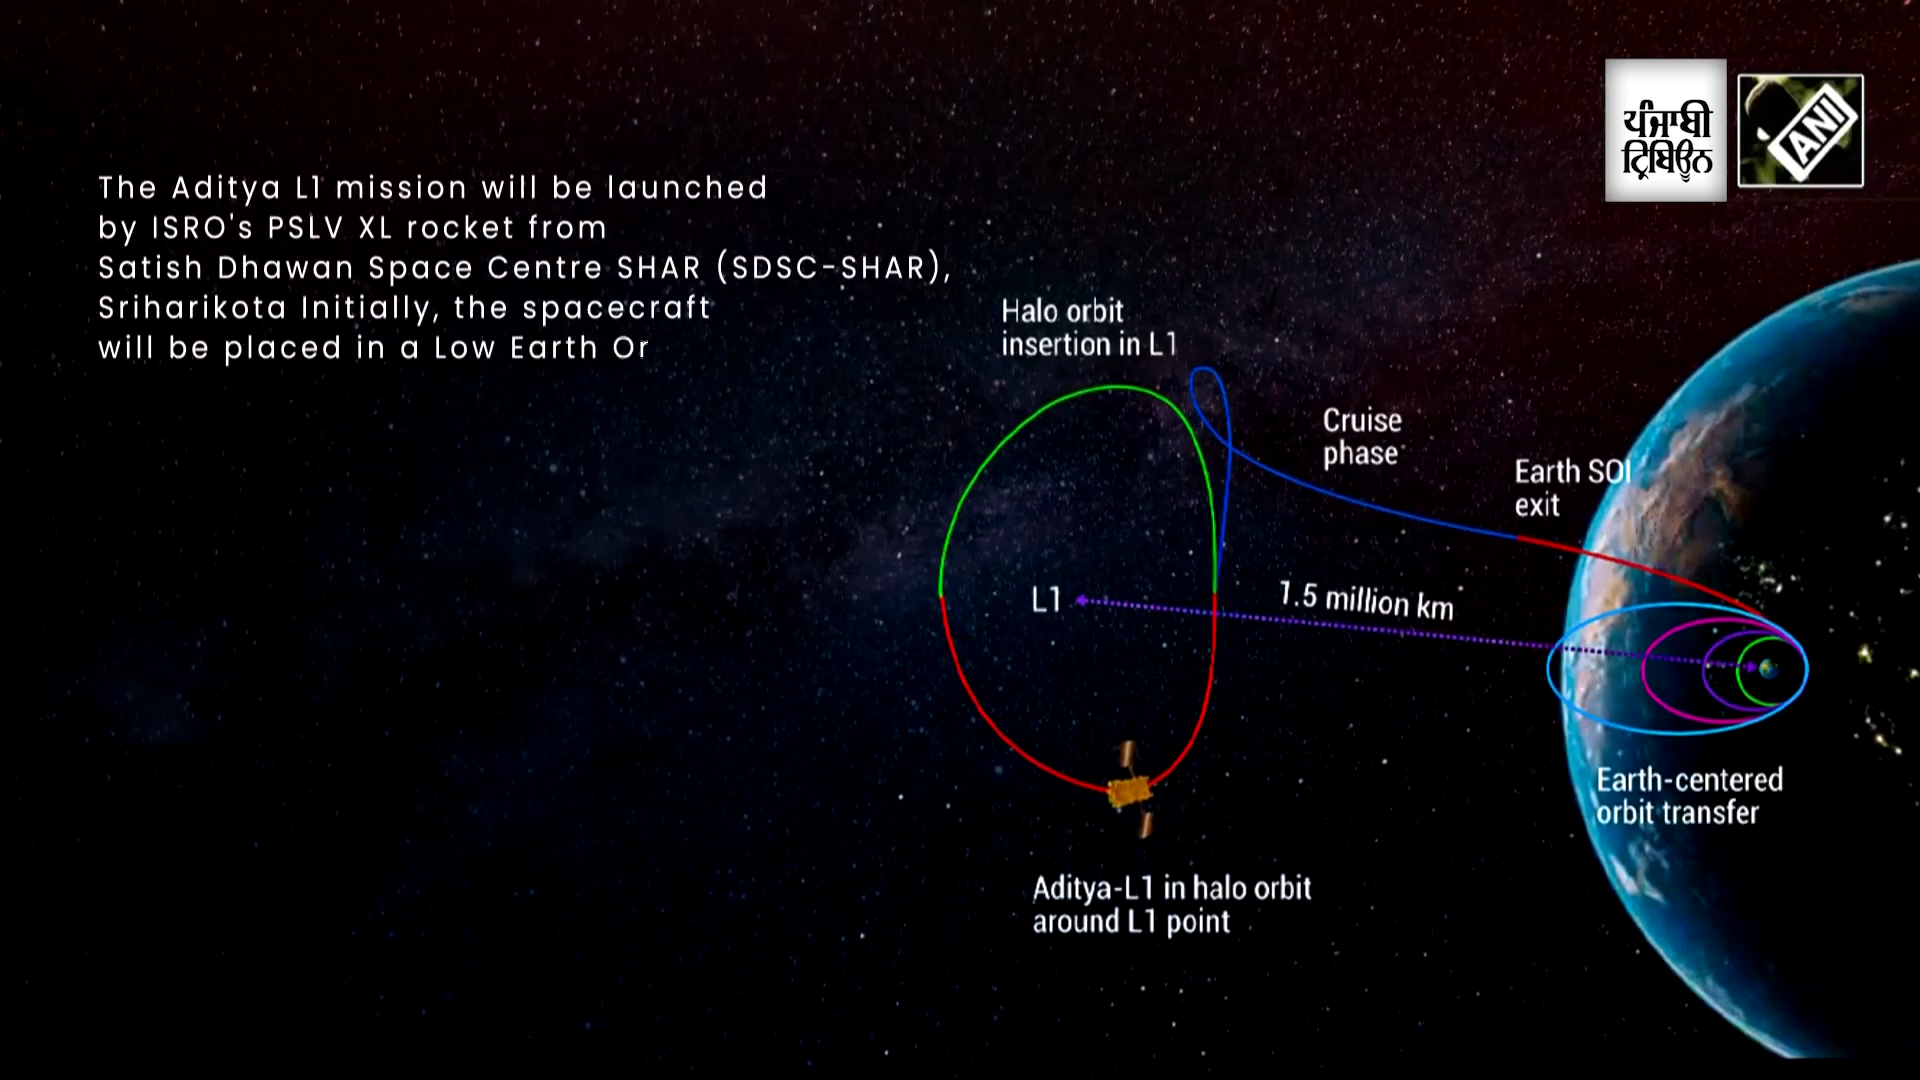 The Aditya L1 mission will be launched
by ISRO's PSLV XL rocket from
Satish Dhawan Space Centre SHAR (SDSC-SHAR),
Sriharikota Initially, the spacecraft
will be placed in a Low Earth Or
ਪੰਜਾਬੀ
ਟ੍ਰਿਬਿਊਨ
ANI
Halo orbit
insertion in L1
Cruise
phase
Earth SOI
exit
L1
1.5 million km
Earth-centered
orbit transfer
Aditya-L1 in halo orbit
around L1 point